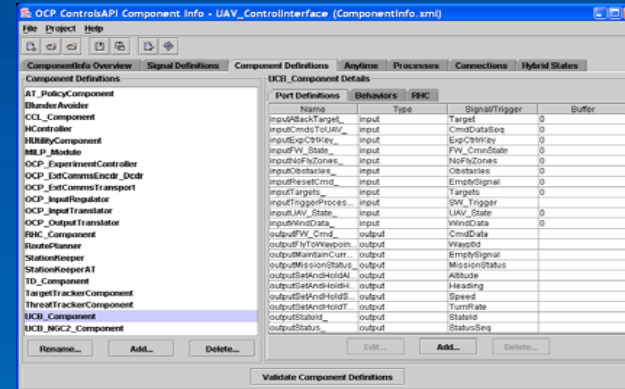 OCP ControlsAPI Component Info - UAV_ControlInterface (ComponentInfo.xml)
File Project Help
ComponentInfo Overview Signal Definitions Component Definitions Anytime Processes Connections Hybrid States
Component Definitions
AT_PolicyComponent
BlunderAvoider
CCL_Component
HController
HUtilityComponent
MILP_Module
OCP_ExperimentController
OCP_ExtCommsEncdr_Dcdr
OCP_ExtCommsTransport
OCP_InputRegulator
OCP_InputTranslator
OCP_OutputTranslator
RHC_Component
RoutePlanner
StationKeeper
StationKeeperAT
TD_Component
TargetTrackerComponent
ThreatTrackerComponent
UCB_Component
UCB_NGC2_Component
Rename... Add... Delete...
UCB_Component Details
Port Definitions Behaviors RHC
Name Type Signal/Trigger Buffer
inputAttackTarget_ input Target 0
inputCmdsToUAV_ input CmdDataSeq 0
inputExpCtrlKey_ input ExpCtrlKey 0
inputFW_State_ input FW_CmnState 0
inputNoFlyZones_ input NoFlyZones 0
inputObstacles_ input Obstacles 0
inputResetCmd_ input EmptySignal 0
inputTargets_ input Targets 0
inputTriggerProces... input SW_Trigger
inputUAV_State_ input UAV_State 0
inputWindData_ input WindData 0
outputFW_Cmd_ output CmdData
outputFlyToWaypoin... output WayptId
outputMaintainCurr... output EmptySignal
outputMissionStatus_ output MissionStatus
outputSetAndHoldAl... output Altitude
outputSetAndHoldH... output Heading
outputSetAndHoldS... output Speed
outputSetAndHoldT... output TurnRate
outputStateId_ output StateId
outputStatus_ output StatusSeq
Edit... Add... Delete...
Validate Component Definitions